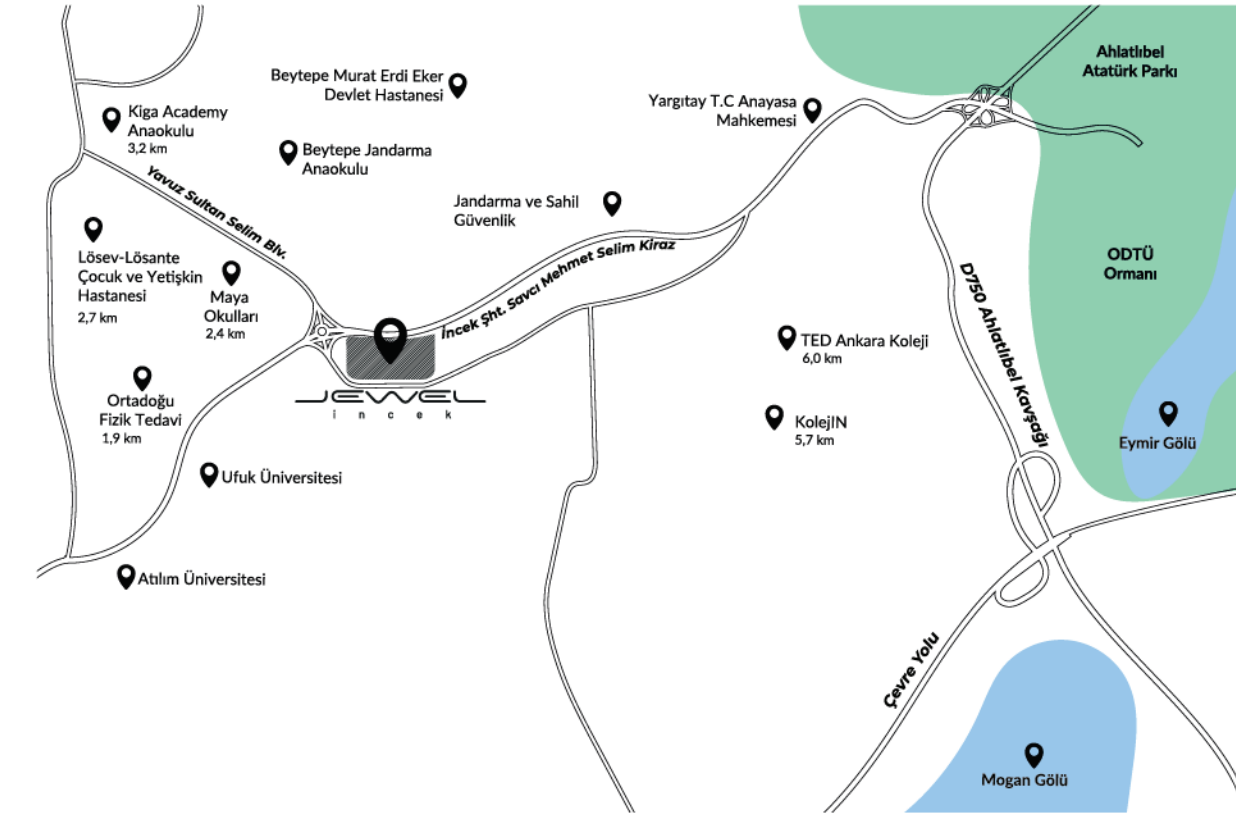 Ahlatlıbel
Atatürk Parkı
Beytepe Murat Erdi Eker
Devlet Hastanesi
Yargıtay T.C Anayasa
Mahkemesi
Kiga Academy
Anaokulu
3,2 km
Beytepe Jandarma
Anaokulu
Yavuz Sultan Selim Blv.
Jandarma ve Sahil
Güvenlik
Lösev-Lösante
Çocuk ve Yetişkin
Hastanesi
2,7 km
Maya
Okulları
2,4 km
İncek Şht. Savcı Mehmet Selim Kiraz
ODTÜ
Ormanı
D750 Ahlatlıbel Kavşağı
TED Ankara Koleji
6,0 km
JEWEL
incek
Ortadoğu
Fizik Tedavi
1,9 km
KolejIN
5,7 km
Eymir Gölü
Ufuk Üniversitesi
Atılım Üniversitesi
Çevre Yolu
Mogan Gölü